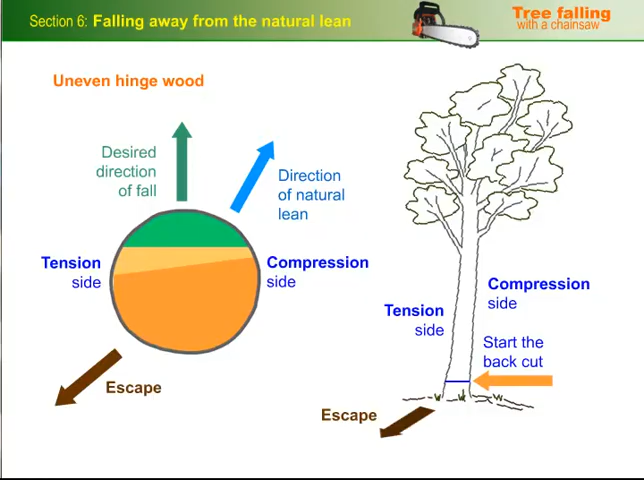 Section 6: Falling away from the natural lean
Tree falling
with a chainsaw
Uneven hinge wood
Desired
direction
of fall
Direction
of natural
lean
Tension
side
Compression
side
Escape
Compression
side
Tension
side
Start the
back cut
Escape